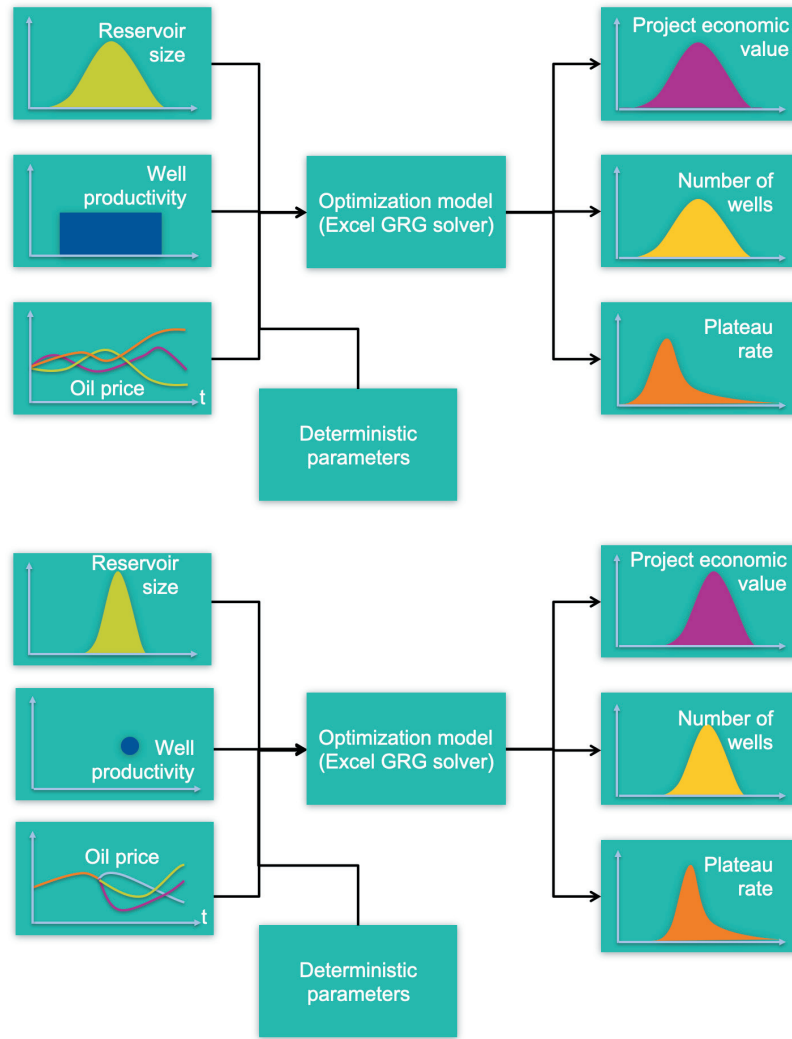 Reservoir
size
Well
productivity
Oil price
t
Deterministic
parameters
Optimization model
(Excel GRG solver)
Project economic
value
Number of
wells
Plateau
rate
Reservoir
size
Well
productivity
Oil price
t
Deterministic
parameters
Optimization model
(Excel GRG solver)
Project economic
value
Number of
wells
Plateau
rate